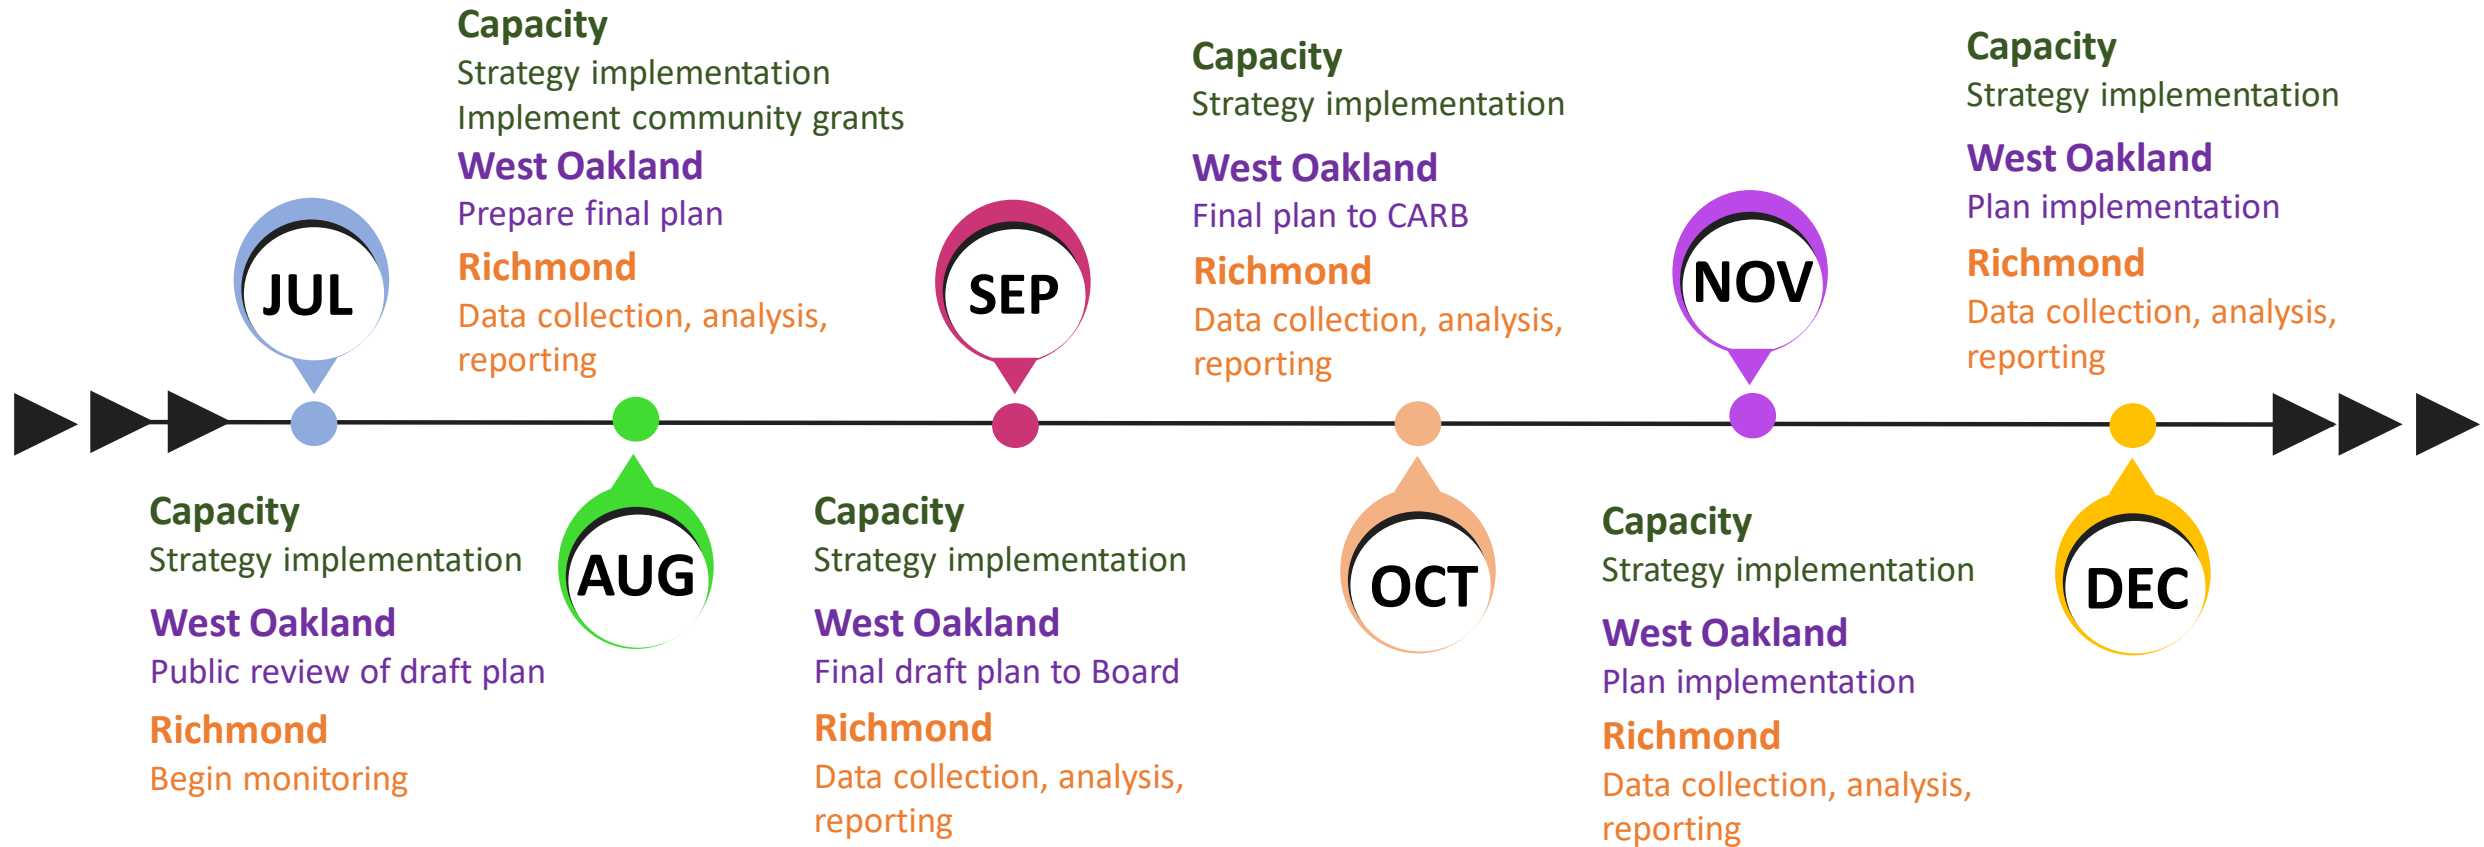 JUL
Capacity
Strategy implementation
West Oakland
Public review of draft plan
Richmond
Begin monitoring
Capacity
Strategy implementation
Implement community grants
West Oakland
Prepare final plan
Richmond
Data collection, analysis,
reporting
AUG
SEP
Capacity
Strategy implementation
West Oakland
Final draft plan to Board
Richmond
Data collection, analysis,
reporting
Capacity
Strategy implementation
West Oakland
Final plan to CARB
Richmond
Data collection, analysis,
reporting
OCT
NOV
Capacity
Strategy implementation
West Oakland
Plan implementation
Richmond
Data collection, analysis,
reporting
Capacity
Strategy implementation
West Oakland
Plan implementation
Richmond
Data collection, analysis,
reporting
DEC